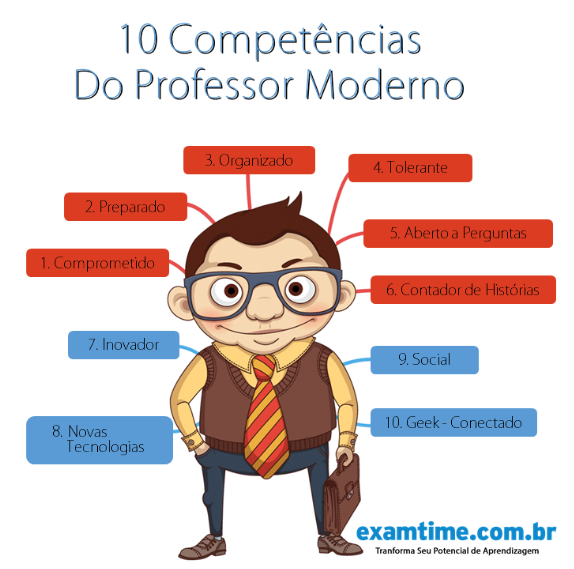 10 Competências
Do Professor Moderno
3. Organizado
4. Tolerante
2. Preparado
5. Aberto a Perguntas
1. Comprometido
6. Contador de Histórias
7. Inovador
9. Social
8. Novas
Tecnologias
10. Geek - Conectado
examtime.com.br
Tranforma Seu Potencial de Aprendizagem